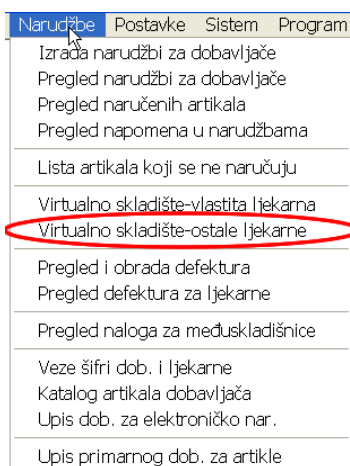 Narudžbe Postavke Sistem Program
Izrada narudžbi za dobavljače
Pregled narudžbi za dobavljače
Pregled naručenih artikala
Pregled napomena u narudžbama
Lista artikala koji se ne naručuju
Virtualno skladište-vlastita ljekarna
Virtualno skladište-ostale ljekarne
Pregled i obrada defektura
Pregled defektura za ljekarne
Pregled naloga za međuskladišnice
Veze šifri dob. i ljekarne
Katalog artikala dobavljača
Upis dob. za elektroničko nar.
Upis primarnog dob. za artikle